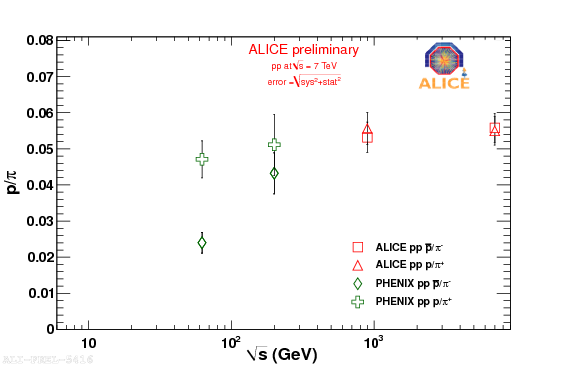 0.08
0.07
0.06
0.05
0.04
0.03
0.02
0.01
0
p/π
ALICE preliminary
pp at √s = 7 TeV
error = √sys²+stat²
ALICE
ALICE pp p̅/π⁻
ALICE pp p/π⁺
PHENIX pp p̅/π⁻
PHENIX pp p/π⁺
10
10²
10³
√s (GeV)